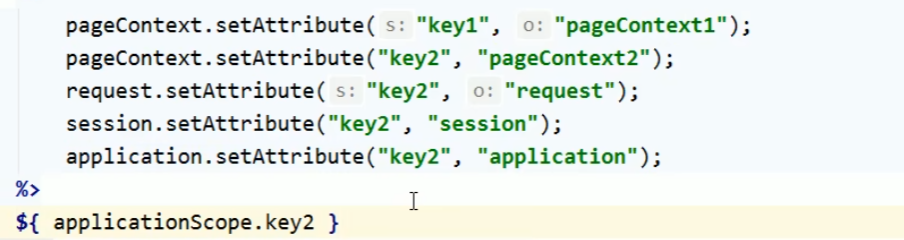 pageContext.setAttribute( s: "key1", o: "pageContext1");
pageContext.setAttribute("key2", "pageContext2");
request.setAttribute( s: "key2", o: "request");
session.setAttribute("key2", "session");
application.setAttribute("key2", "application");
%>
${ applicationScope.key2 }